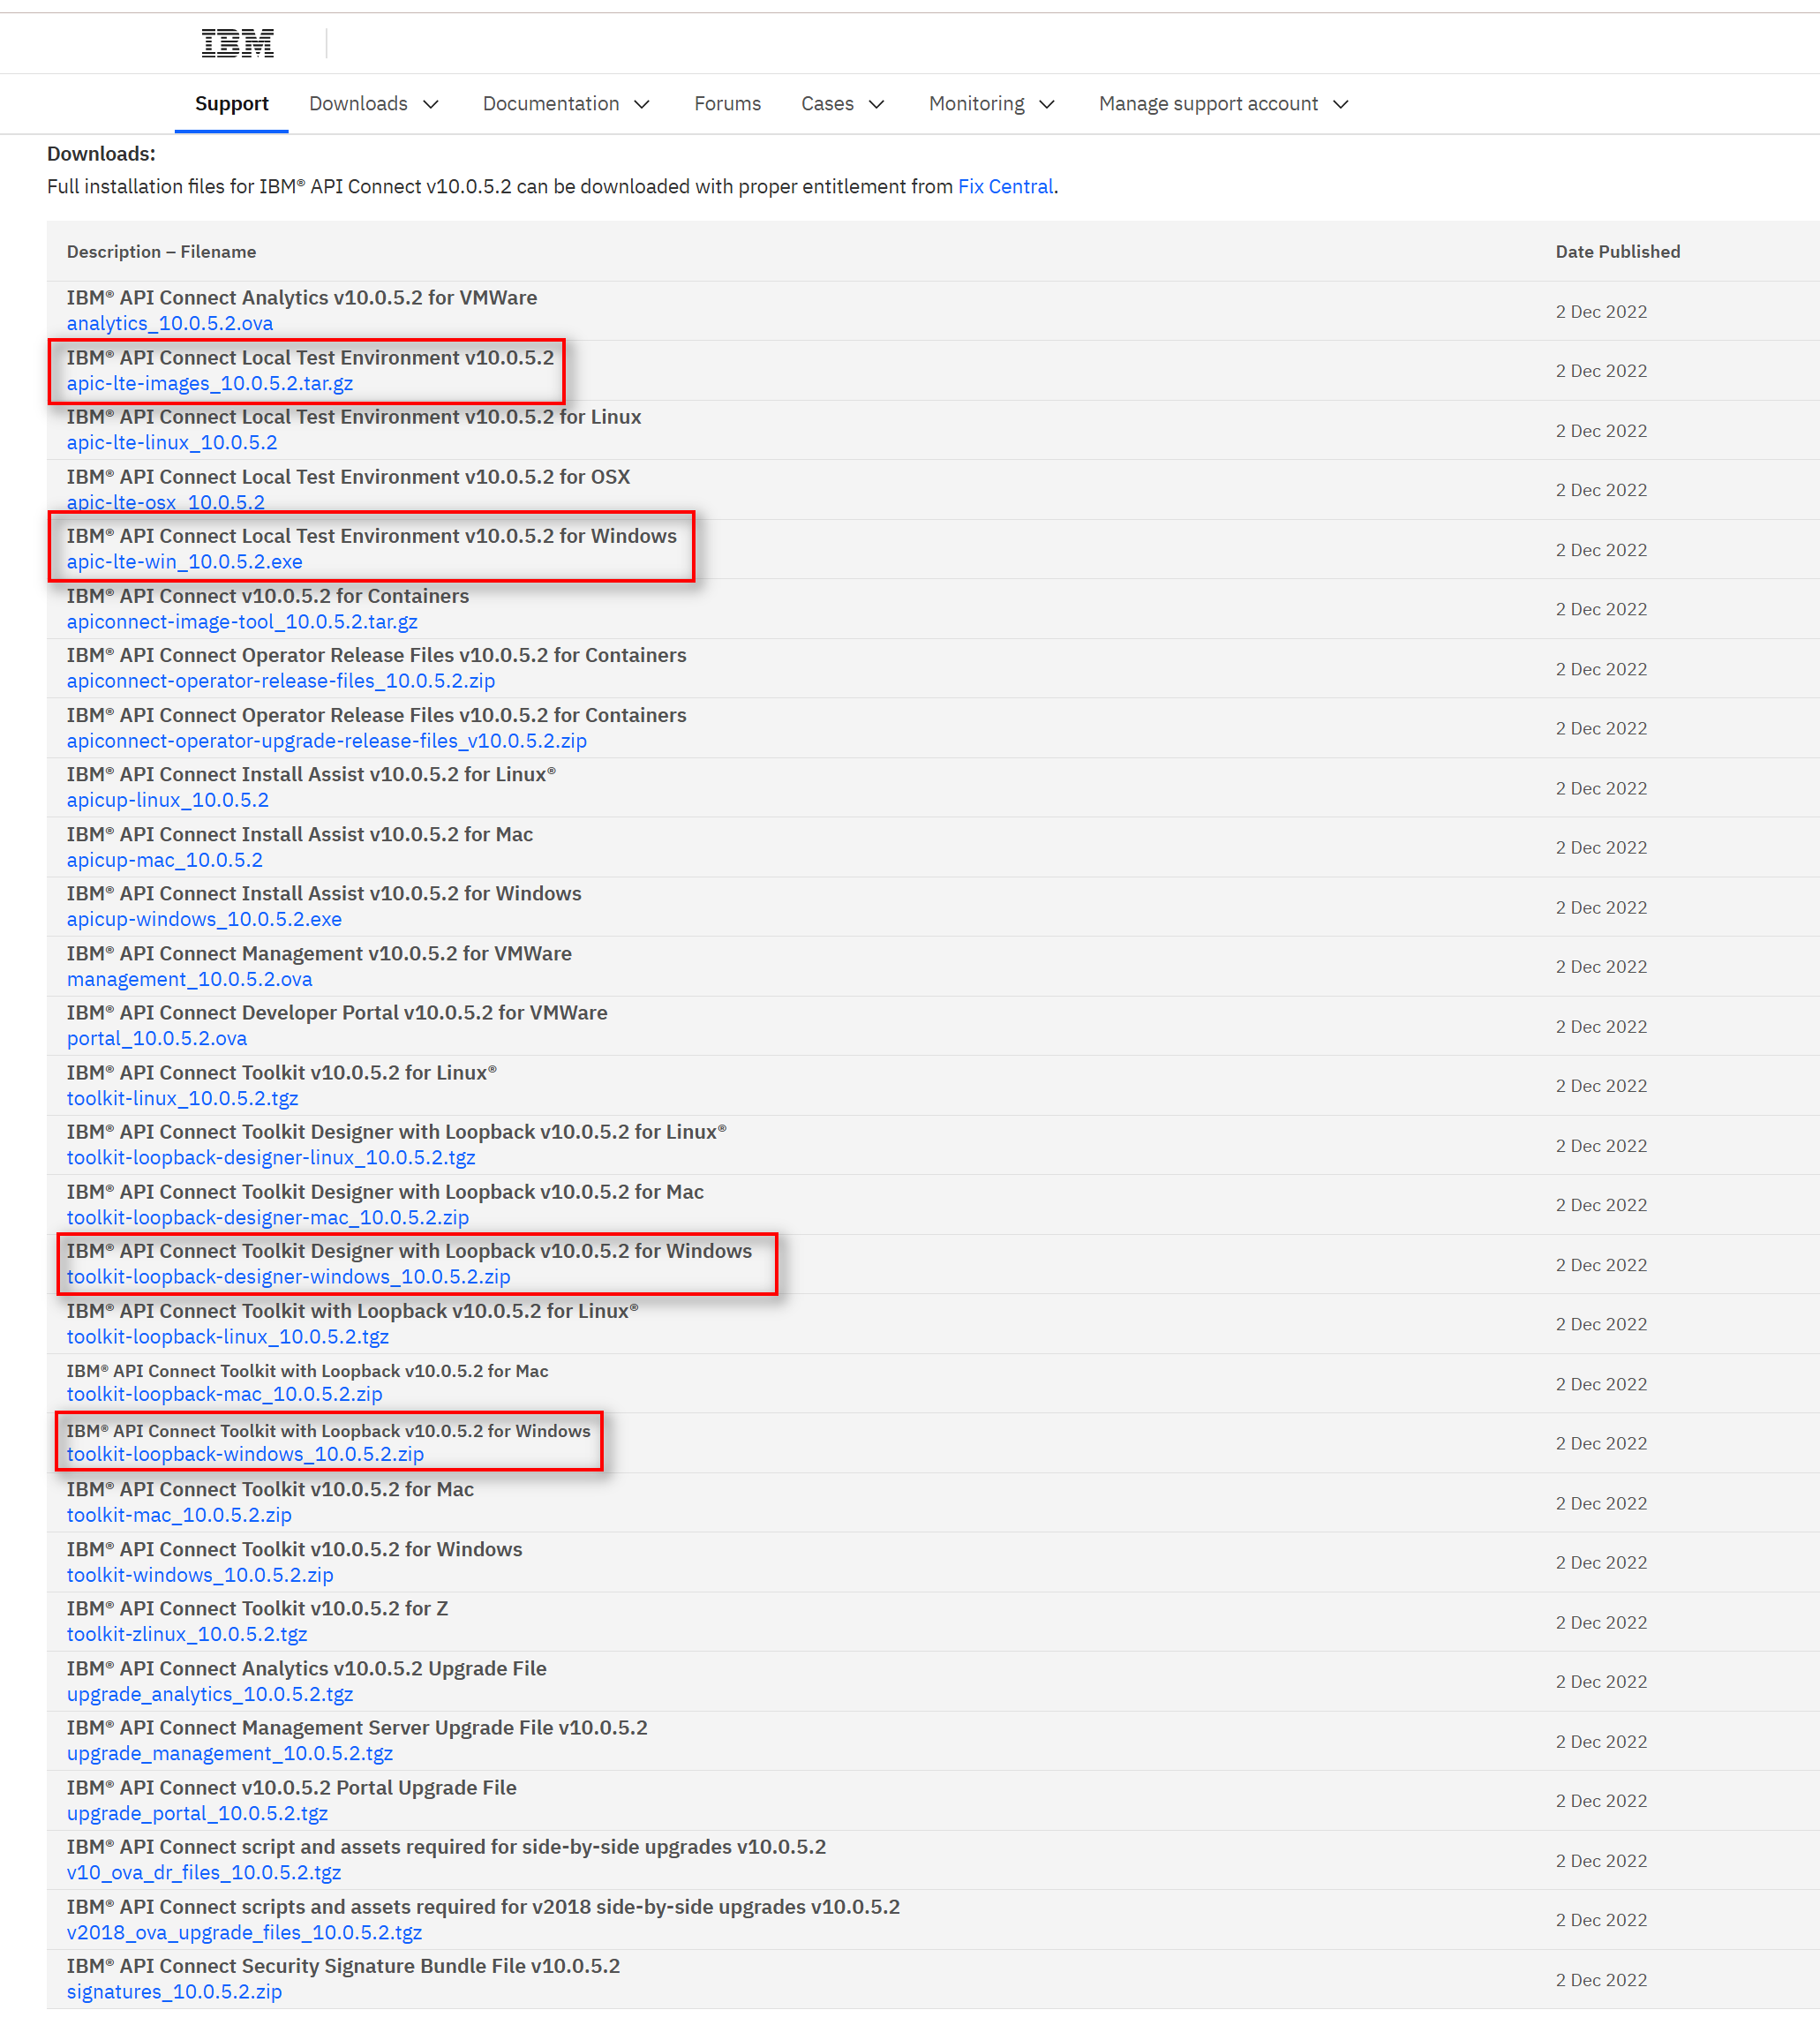 IBM
Support Downloads Documentation Forums Cases Monitoring Manage support account
Downloads:
Full installation files for IBM® API Connect v10.0.5.2 can be downloaded with proper entitlement from Fix Central.
Description – Filename Date Published
IBM® API Connect Analytics v10.0.5.2 for VMWare
analytics_10.0.5.2.ova
2 Dec 2022
IBM® API Connect Local Test Environment v10.0.5.2
apic-lte-images_10.0.5.2.tar.gz
2 Dec 2022
IBM® API Connect Local Test Environment v10.0.5.2 for Linux
apic-lte-linux_10.0.5.2
2 Dec 2022
IBM® API Connect Local Test Environment v10.0.5.2 for OSX
apic-lte-osx_10.0.5.2
2 Dec 2022
IBM® API Connect Local Test Environment v10.0.5.2 for Windows
apic-lte-win_10.0.5.2.exe
2 Dec 2022
IBM® API Connect v10.0.5.2 for Containers
apiconnect-image-tool_10.0.5.2.tar.gz
2 Dec 2022
IBM® API Connect Operator Release Files v10.0.5.2 for Containers
apiconnect-operator-release-files_10.0.5.2.zip
2 Dec 2022
IBM® API Connect Operator Release Files v10.0.5.2 for Containers
apiconnect-operator-upgrade-release-files_v10.0.5.2.zip
2 Dec 2022
IBM® API Connect Install Assist v10.0.5.2 for Linux®
apicup-linux_10.0.5.2
2 Dec 2022
IBM® API Connect Install Assist v10.0.5.2 for Mac
apicup-mac_10.0.5.2
2 Dec 2022
IBM® API Connect Install Assist v10.0.5.2 for Windows
apicup-windows_10.0.5.2.exe
2 Dec 2022
IBM® API Connect Management v10.0.5.2 for VMWare
management_10.0.5.2.ova
2 Dec 2022
IBM® API Connect Developer Portal v10.0.5.2 for VMWare
portal_10.0.5.2.ova
2 Dec 2022
IBM® API Connect Toolkit v10.0.5.2 for Linux®
toolkit-linux_10.0.5.2.tgz
2 Dec 2022
IBM® API Connect Toolkit Designer with Loopback v10.0.5.2 for Linux®
toolkit-loopback-designer-linux_10.0.5.2.tgz
2 Dec 2022
IBM® API Connect Toolkit Designer with Loopback v10.0.5.2 for Mac
toolkit-loopback-designer-mac_10.0.5.2.zip
2 Dec 2022
IBM® API Connect Toolkit Designer with Loopback v10.0.5.2 for Windows
toolkit-loopback-designer-windows_10.0.5.2.zip
2 Dec 2022
IBM® API Connect Toolkit with Loopback v10.0.5.2 for Linux®
toolkit-loopback-linux_10.0.5.2.tgz
2 Dec 2022
IBM® API Connect Toolkit with Loopback v10.0.5.2 for Mac
toolkit-loopback-mac_10.0.5.2.zip
2 Dec 2022
IBM® API Connect Toolkit with Loopback v10.0.5.2 for Windows
toolkit-loopback-windows_10.0.5.2.zip
2 Dec 2022
IBM® API Connect Toolkit v10.0.5.2 for Mac
toolkit-mac_10.0.5.2.zip
2 Dec 2022
IBM® API Connect Toolkit v10.0.5.2 for Windows
toolkit-windows_10.0.5.2.zip
2 Dec 2022
IBM® API Connect Toolkit v10.0.5.2 for Z
toolkit-zlinux_10.0.5.2.tgz
2 Dec 2022
IBM® API Connect Analytics v10.0.5.2 Upgrade File
upgrade_analytics_10.0.5.2.tgz
2 Dec 2022
IBM® API Connect Management Server Upgrade File v10.0.5.2
upgrade_management_10.0.5.2.tgz
2 Dec 2022
IBM® API Connect v10.0.5.2 Portal Upgrade File
upgrade_portal_10.0.5.2.tgz
2 Dec 2022
IBM® API Connect script and assets required for side-by-side upgrades v10.0.5.2
v10_ova_dr_files_10.0.5.2.tgz
2 Dec 2022
IBM® API Connect scripts and assets required for v2018 side-by-side upgrades v10.0.5.2
v2018_ova_upgrade_files_10.0.5.2.tgz
2 Dec 2022
IBM® API Connect Security Signature Bundle File v10.0.5.2
signatures_10.0.5.2.zip
2 Dec 2022